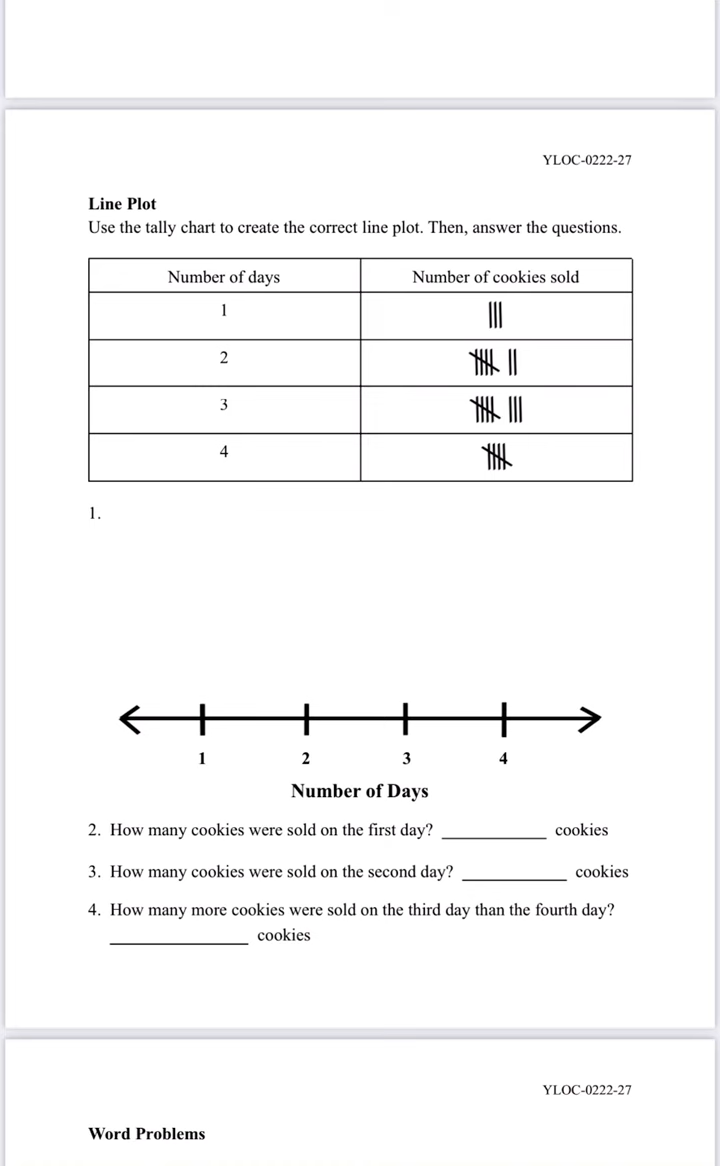 YLOC-0222-27
Line Plot
Use the tally chart to create the correct line plot. Then, answer the questions.
Number of days Number of cookies sold
1
2
3
4
1.
1 2 3 4
Number of Days
2. How many cookies were sold on the first day? ____________ cookies
3. How many cookies were sold on the second day? ____________ cookies
4. How many more cookies were sold on the third day than the fourth day?
________________ cookies
YLOC-0222-27
Word Problems